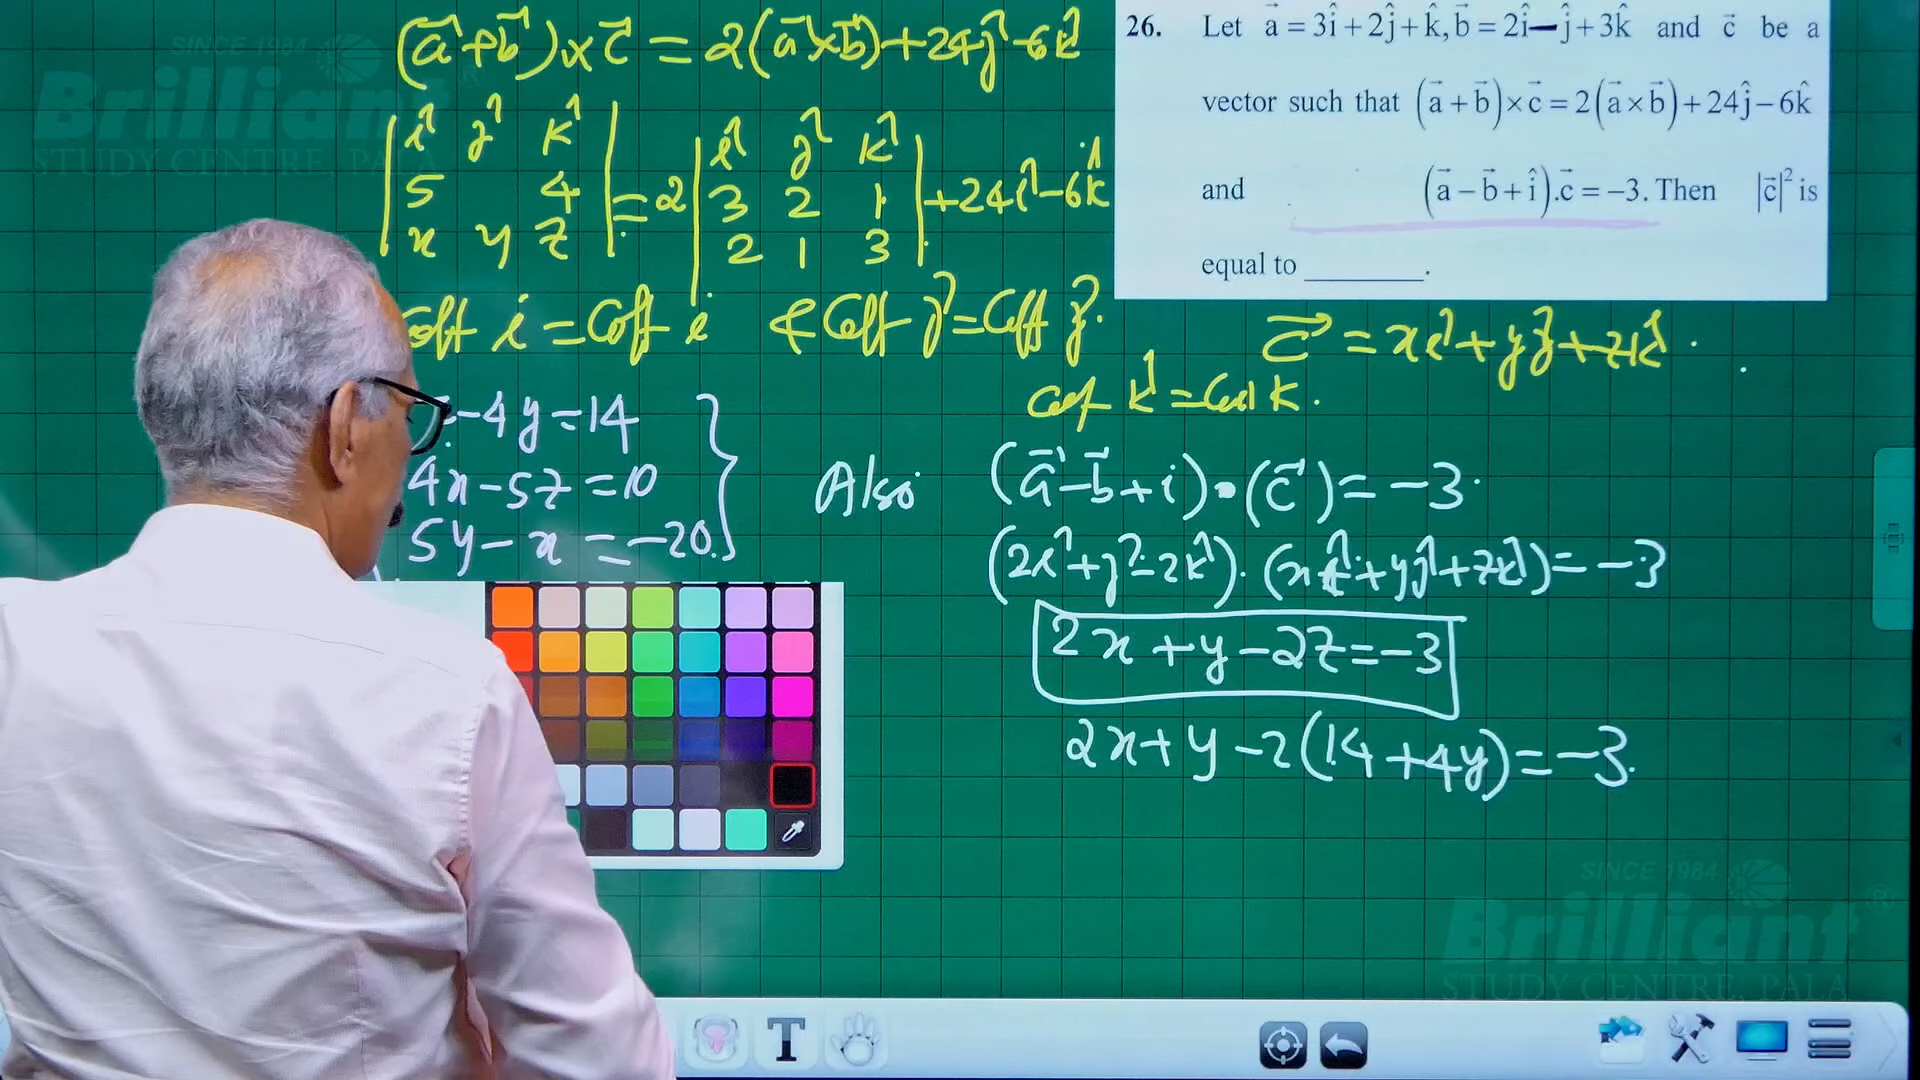 SINCE 1984
Brilliant®
STUDY CENTRE, PALA
(a⃗+b⃗)×c⃗ = 2(a⃗×b⃗)+24ĵ-6k̂
| î ĵ k̂ |
| 5 4 |
| x y z |
= 2
| î ĵ k̂ |
| 3 2 1 |
| 2 1 3 |
+24ĵ-6k̂
Coff i = Coff i & Coff ĵ = Coff ĵ.
Coef k̂ = Coef k.
26. Let a⃗ = 3î + 2ĵ + k̂, b⃗ = 2î − ĵ + 3k̂ and c⃗ be a
vector such that (a⃗ + b⃗) × c⃗ = 2(a⃗ × b⃗) + 24ĵ − 6k̂
and (a⃗ − b⃗ + î).c⃗ = −3. Then |c⃗|² is
equal to ________.
c⃗ = xî + yĵ + zk̂.
-4y = 14
4x - 5z = 10
5y - x = -20.
Also (a⃗-b⃗+i)•(c⃗) = -3.
(2î+ĵ-2k̂).(xî+yĵ+zk̂) = -3
2x + y - 2z = -3
2x + y - 2(14 + 4y) = -3.
SINCE 1984
Brilliant®
STUDY CENTRE, PALA
T